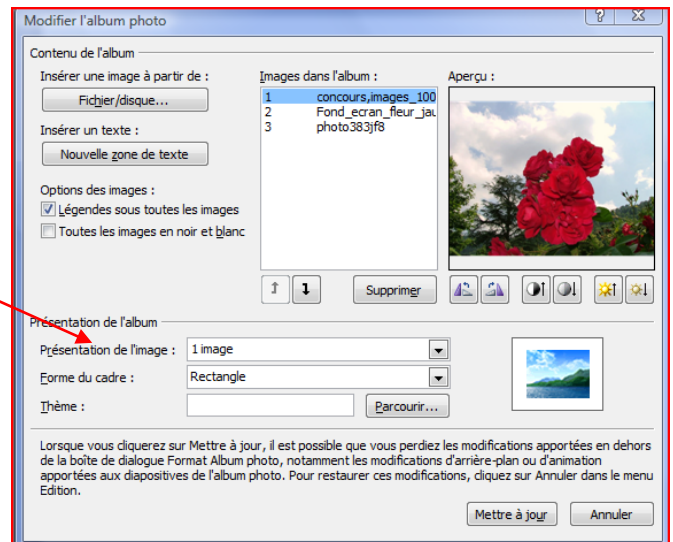 Modifier l'album photo
Contenu de l'album
Insérer une image à partir de :
Fichier/disque...
Insérer un texte :
Nouvelle zone de texte
Options des images :
Légendes sous toutes les images
Toutes les images en noir et blanc
Images dans l'album :
1 concours,images_100
2 Fond_ecran_fleur_jau
3 photo383jf8
Supprimer
Aperçu :
Présentation de l'album
Présentation de l'image : 1 image
Forme du cadre : Rectangle
Thème : Parcourir...
Lorsque vous cliquerez sur Mettre à jour, il est possible que vous perdiez les modifications apportées en dehors
de la boîte de dialogue Format Album photo, notamment les modifications d'arrière-plan ou d'animation
apportées aux diapositives de l'album photo. Pour restaurer ces modifications, cliquez sur Annuler dans le menu
Edition.
Mettre à jour Annuler